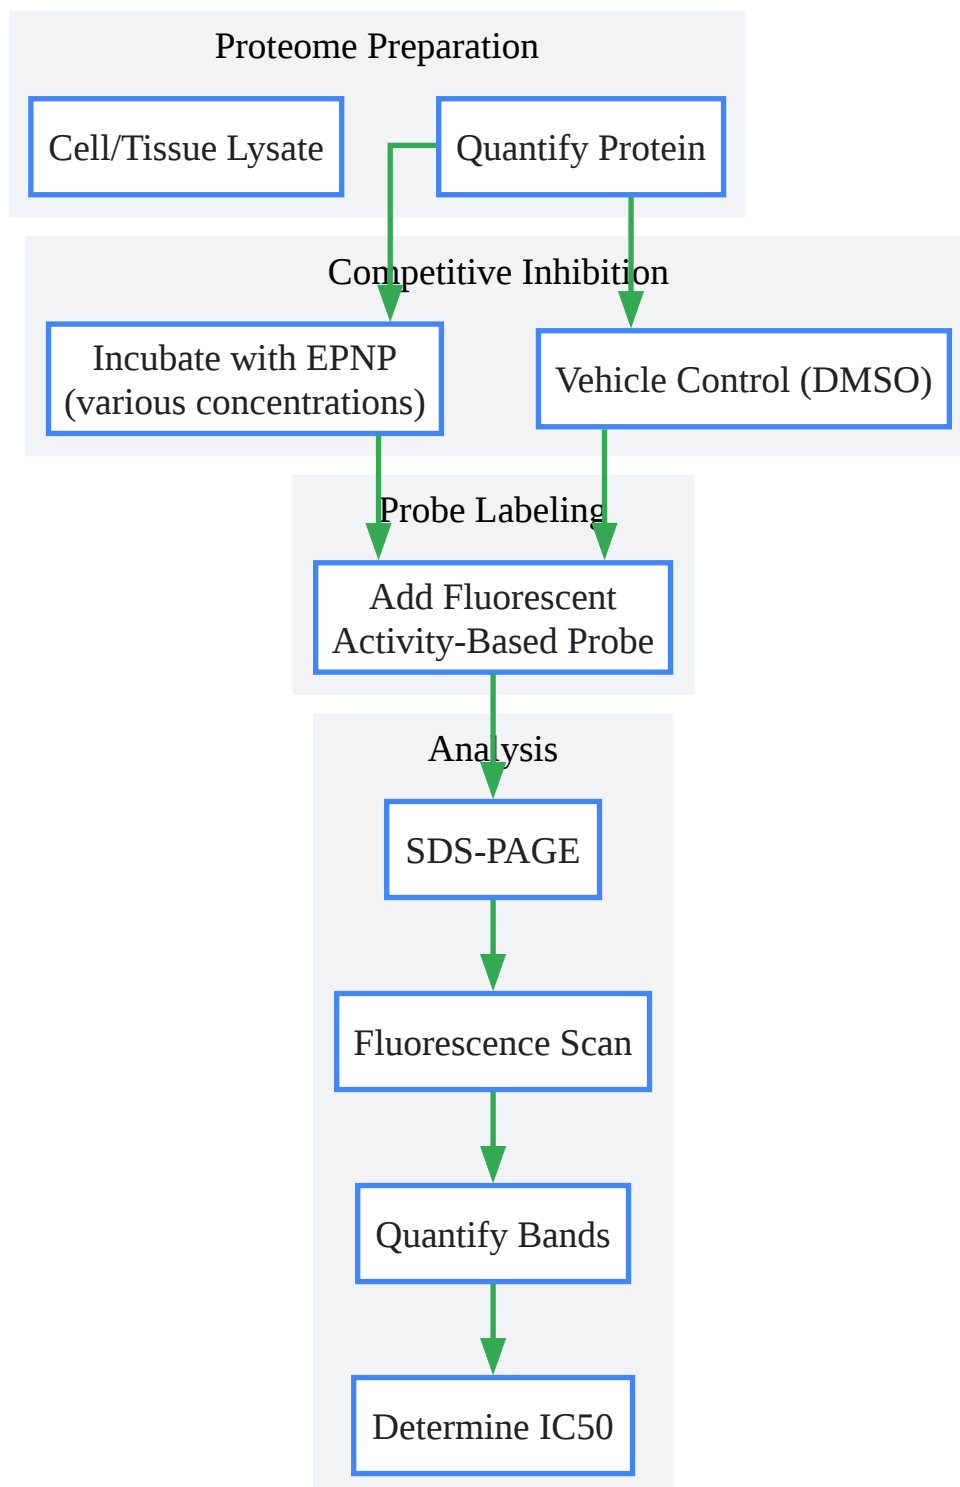 Proteome Preparation
Cell/Tissue Lysate
Quantify Protein
Competitive Inhibition
Incubate with EPNP
(various concentrations)
Vehicle Control (DMSO)
Probe Labeling
Add Fluorescent
Activity-Based Probe
Analysis
SDS-PAGE
Fluorescence Scan
Quantify Bands
Determine IC50